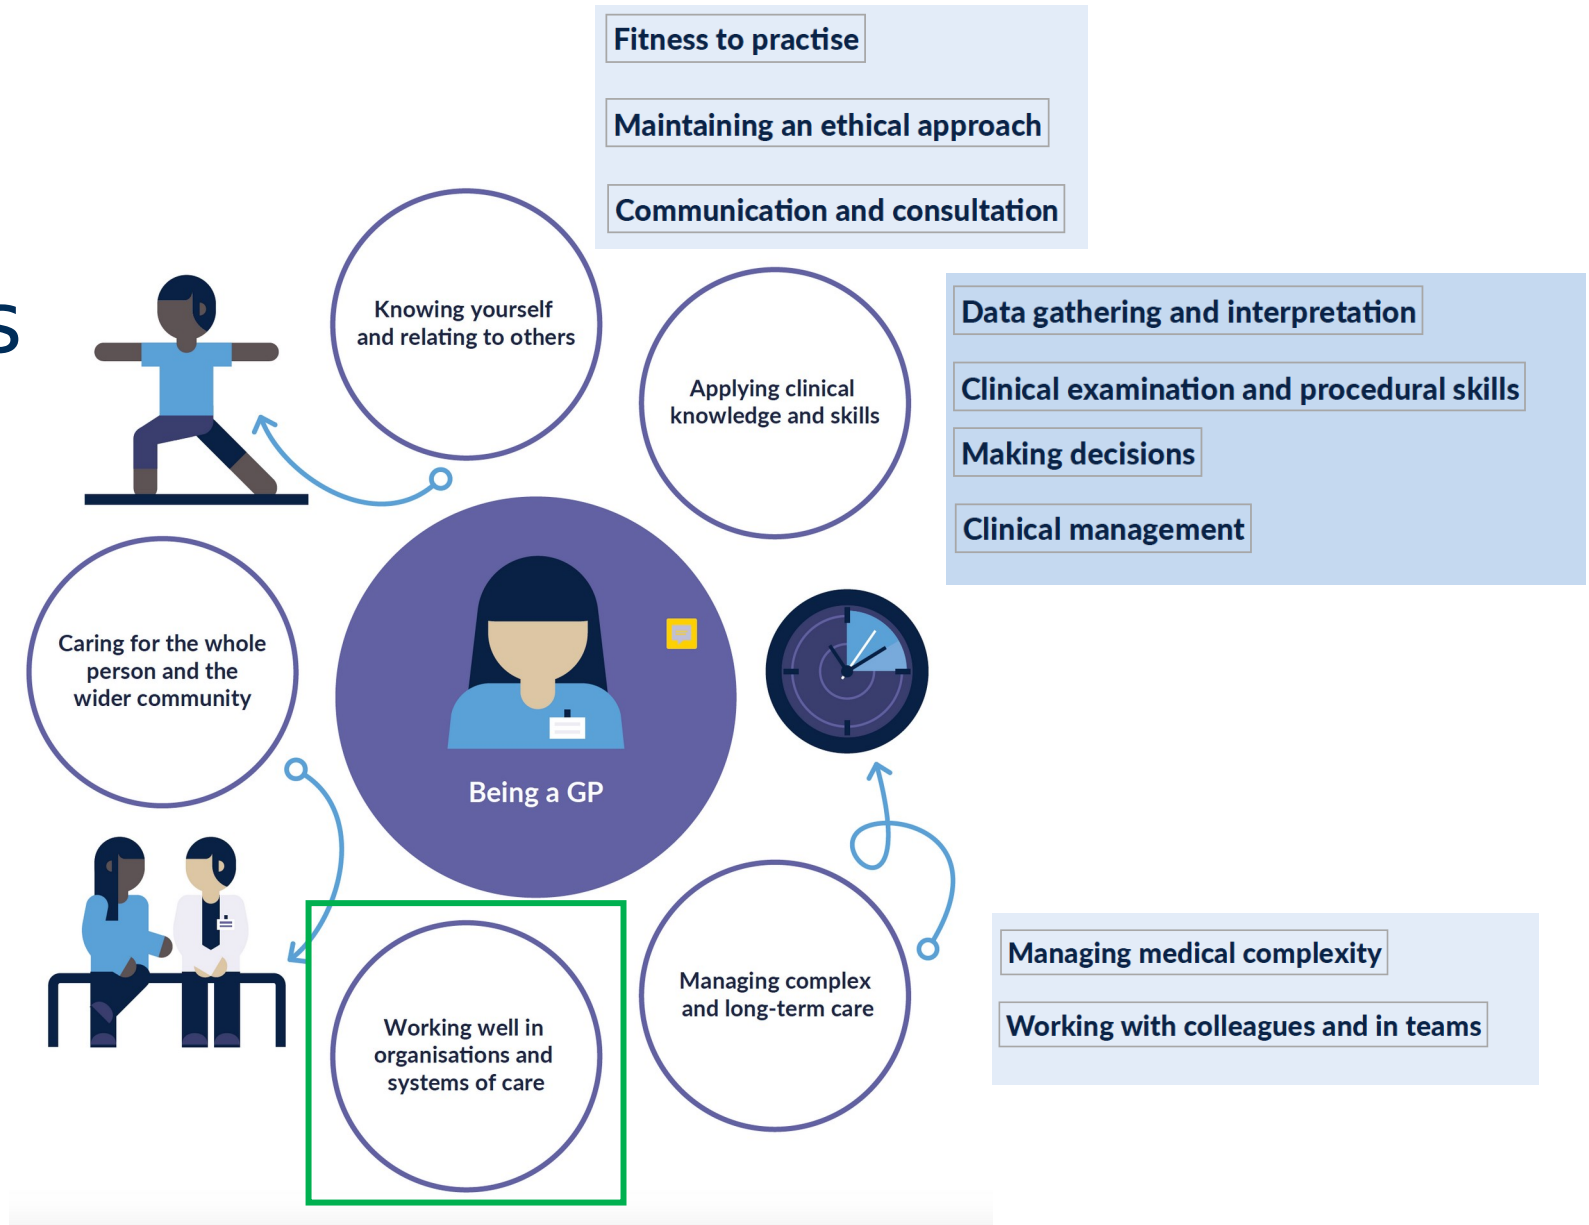 Fitness to practise
Maintaining an ethical approach
Communication and consultation
s
Knowing yourself
and relating to others
Applying clinical
knowledge and skills
Data gathering and interpretation
Clinical examination and procedural skills
Making decisions
Clinical management
Caring for the whole
person and the
wider community
Being a GP
Working well in
organisations and
systems of care
Managing complex
and long-term care
Managing medical complexity
Working with colleagues and in teams